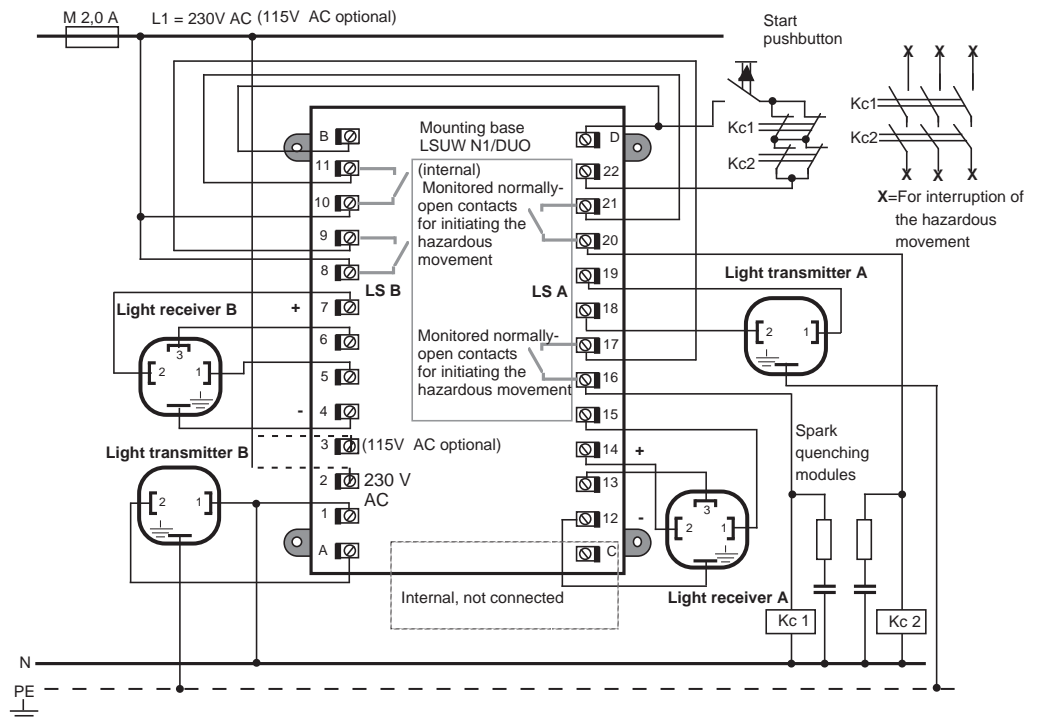 M 2,0 A
L1 = 230V AC (115V AC optional)
Start
pushbutton
Kc1
Kc2
X X X
Kc1
Kc2
X X X
X=For interruption of
the hazardous
movement
Mounting base
LSUW N1/DUO
(internal)
Monitored normally-
open contacts
for initiating the
hazardous
movement
LS B
LS A
Monitored normally-
open contacts
for initiating the
hazardous movement
B
11
10
9
8
+ 7
6
5
- 4
3 (115V AC optional)
2 230 V
AC
1
A
D
22
21
20
19
18
17
16
15
14 +
13
12 -
C
Internal, not connected
Light receiver B
3
2 1
Light transmitter B
2 1
Light transmitter A
2 1
Light receiver A
3
2 1
Spark
quenching
modules
Kc 1
Kc 2
N
PE